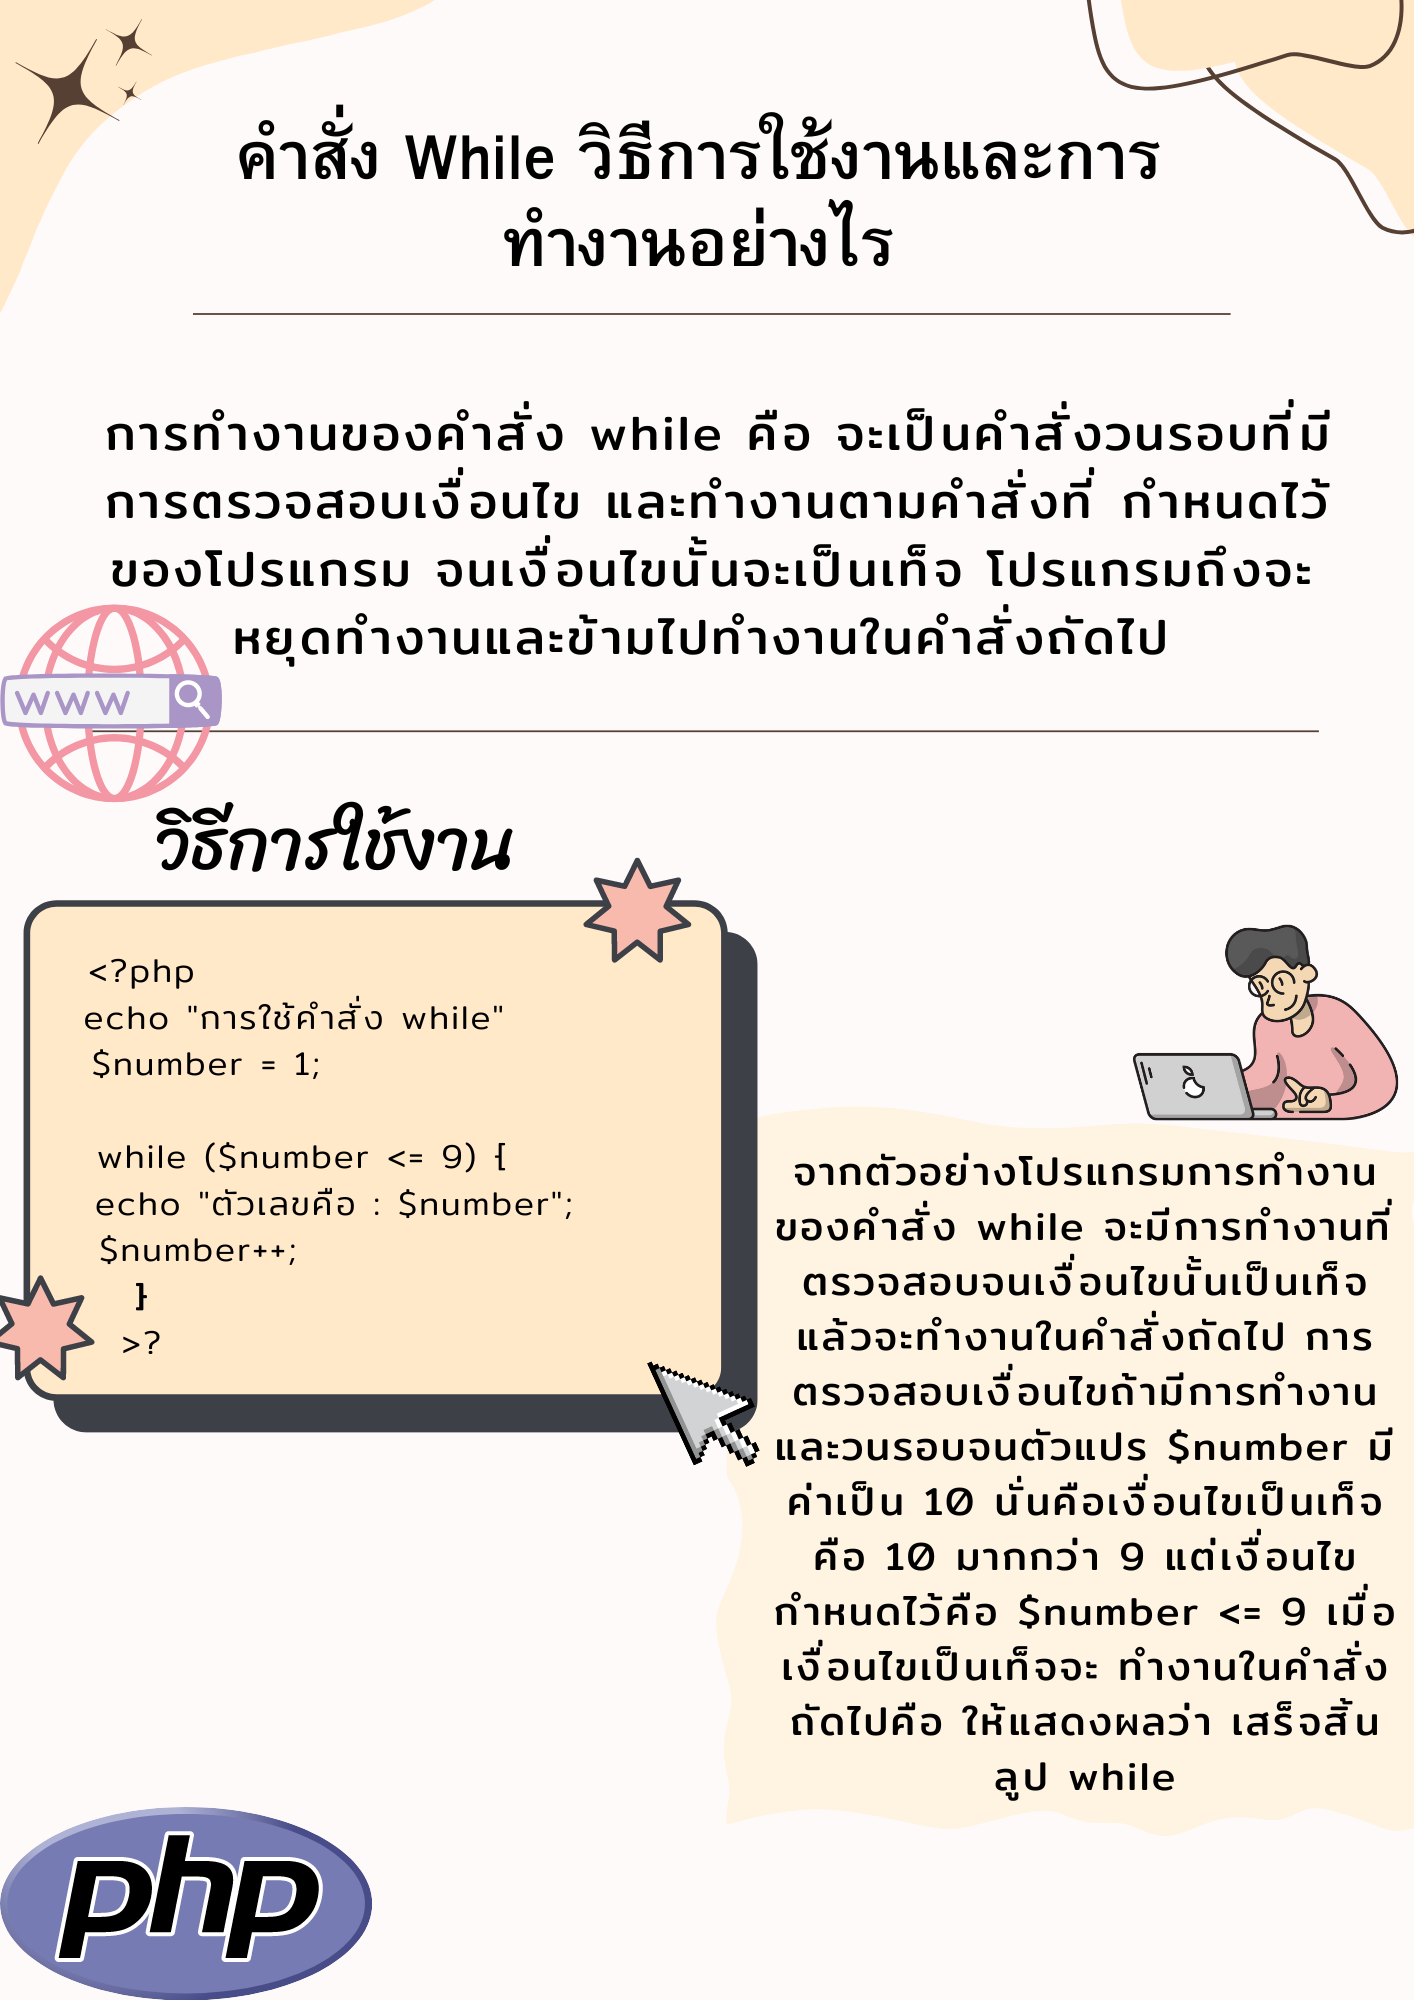 คำสั่ง While วิธีการใช้งานและการ
ทำงานอย่างไร
การทำงานของคำสั่ง while คือ จะเป็นคำสั่งวนรอบที่มี
การตรวจสอบเงื่อนไข และทำงานตามคำสั่งที่ กำหนดไว้
ของโปรแกรม จนเงื่อนไขนั้นจะเป็นเท็จ โปรแกรมถึงจะ
หยุดทำงานและข้ามไปทำงานในคำสั่งถัดไป
WWW
วิธีการใช้งาน
<?php
echo "การใช้คำสั่ง while"
$number = 1;
while ($number <= 9) {
echo "ตัวเลขคือ : $number";
$number++;
}
>?
จากตัวอย่างโปรแกรมการทำงาน
ของคำสั่ง while จะมีการทำงานที่
ตรวจสอบจนเงื่อนไขนั้นเป็นเท็จ
แล้วจะทำงานในคำสั่งถัดไป การ
ตรวจสอบเงื่อนไขถ้ามีการทำงาน
และวนรอบจนตัวแปร $number มี
ค่าเป็น 10 นั่นคือเงื่อนไขเป็นเท็จ
คือ 10 มากกว่า 9 แต่เงื่อนไข
กำหนดไว้คือ $number <= 9 เมื่อ
เงื่อนไขเป็นเท็จจะ ทำงานในคำสั่ง
ถัดไปคือ ให้แสดงผลว่า เสร็จสิ้น
ลูป while
php